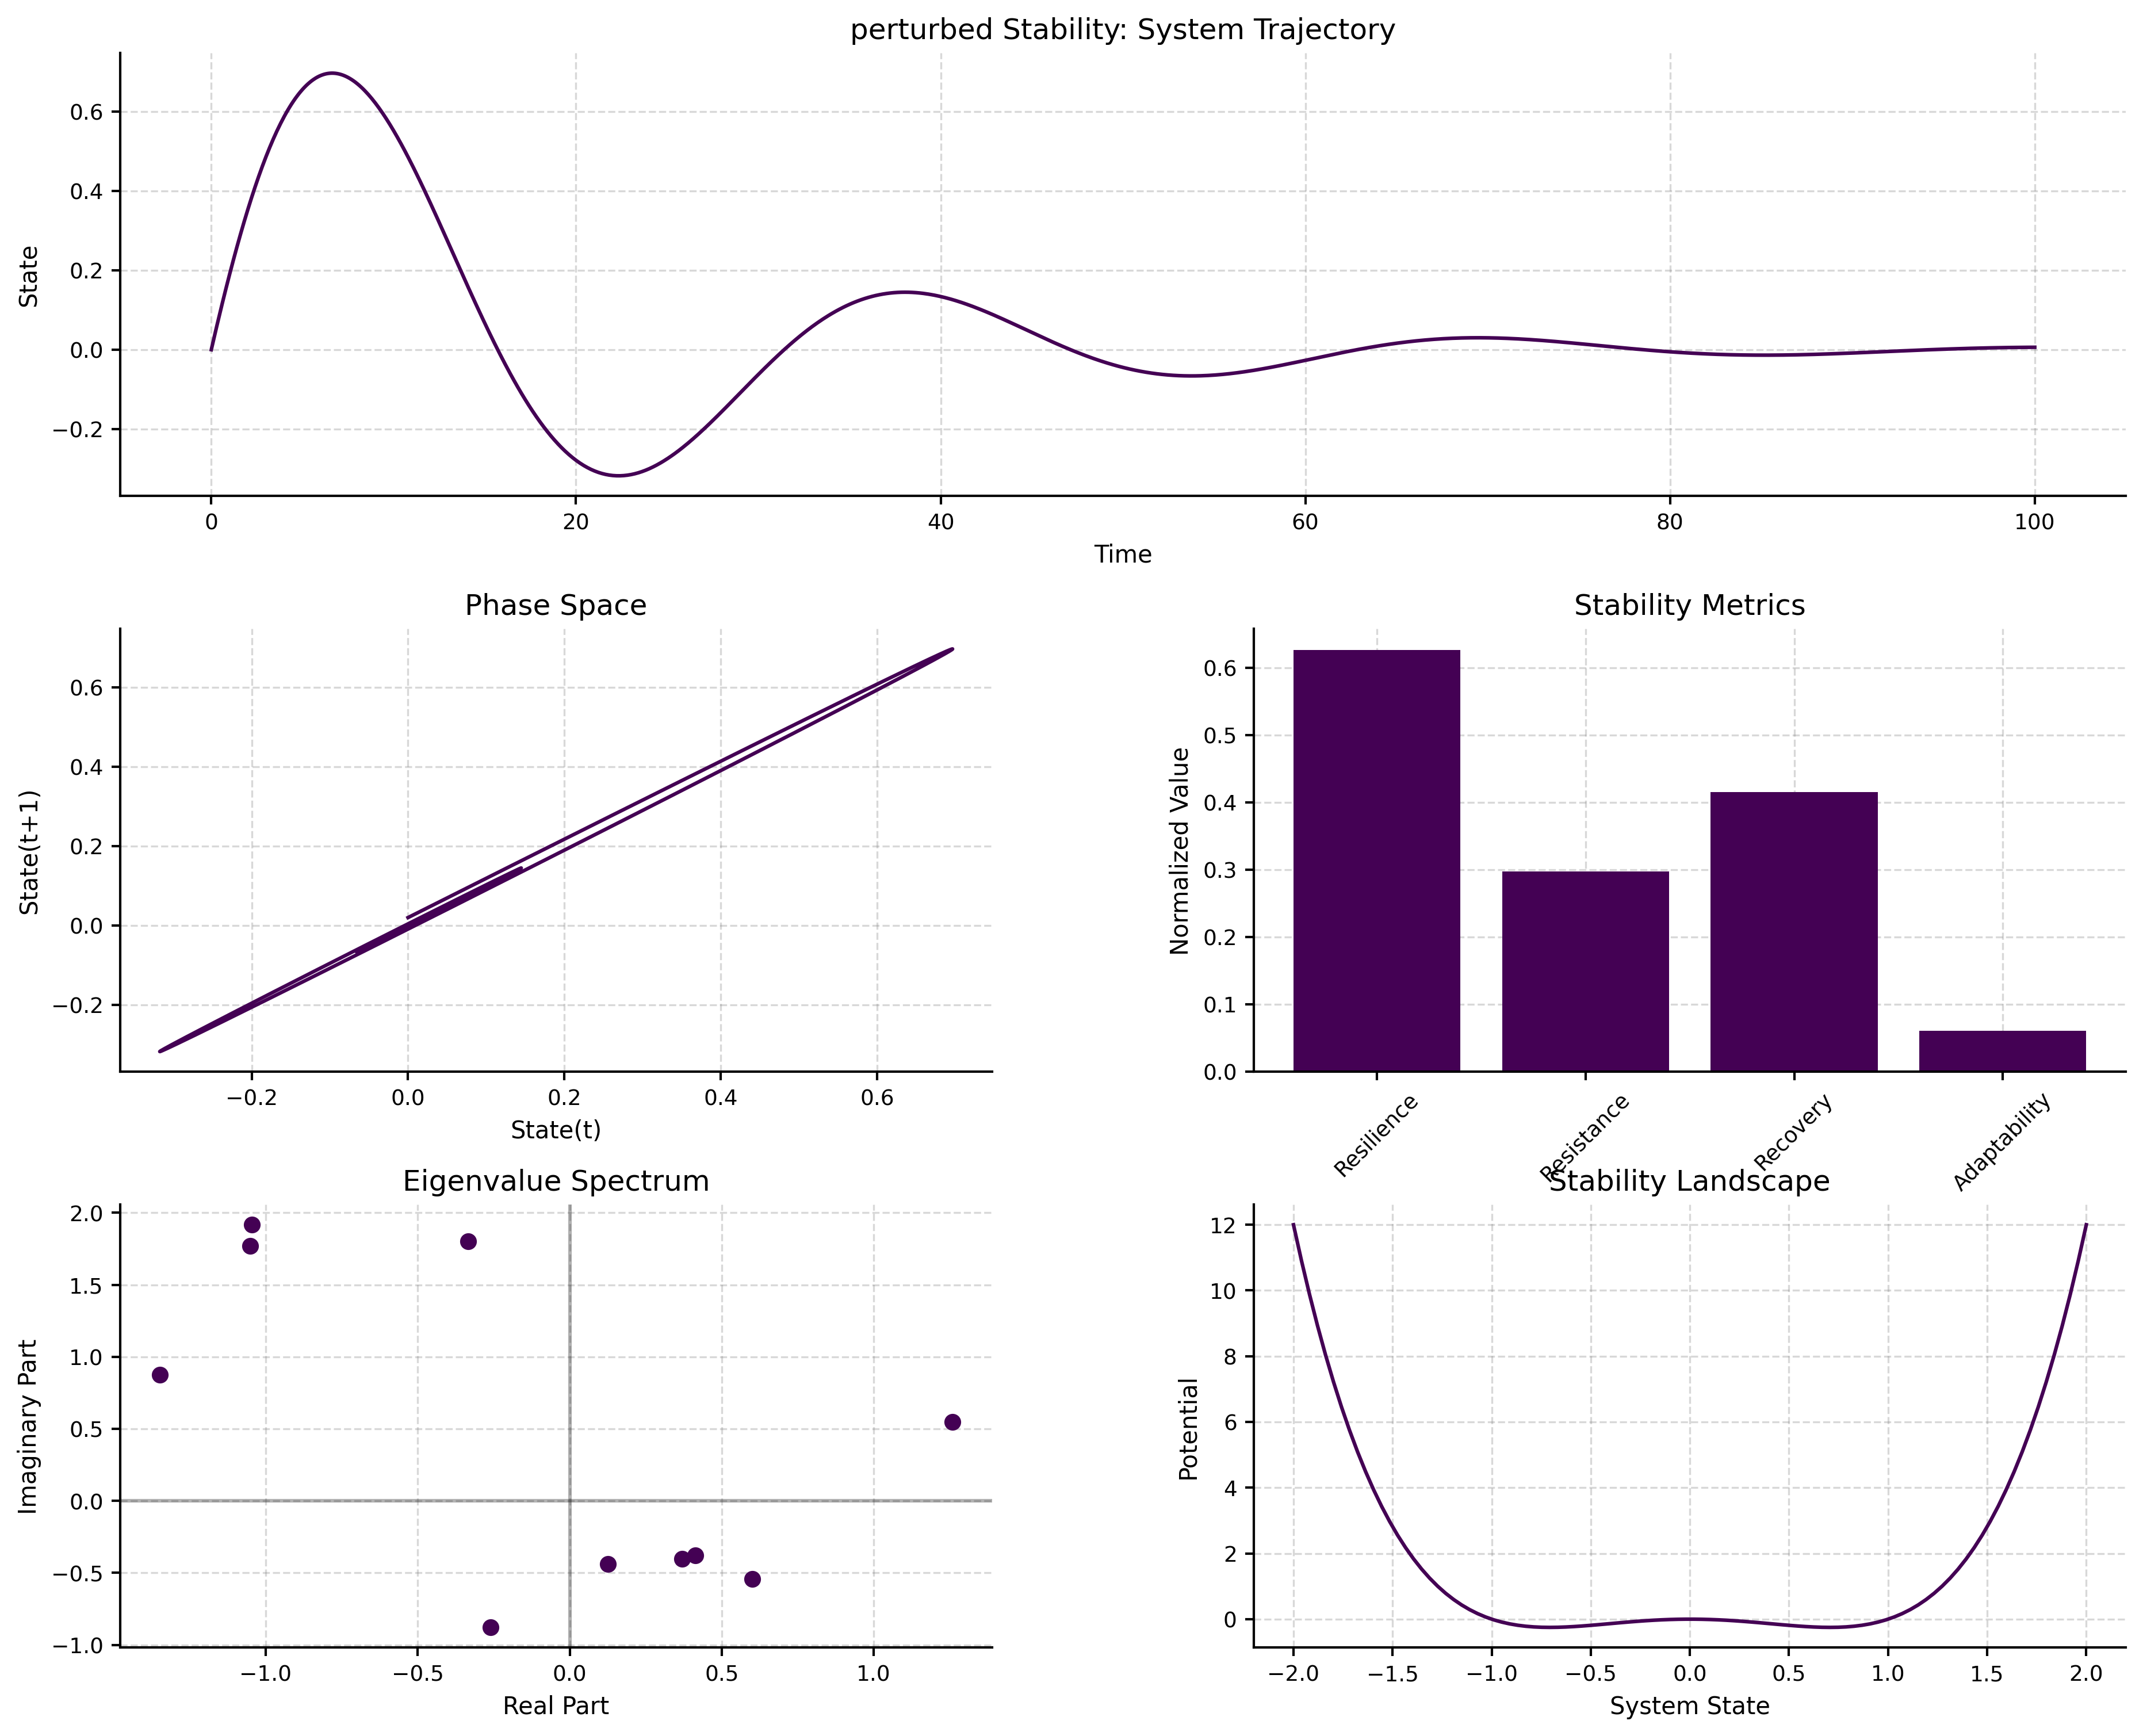 perturbed Stability: System Trajectory
State
0.6
0.4
0.2
0.0
−0.2
0 20 40 60 80 100
Time
Phase Space
State(t+1)
0.6
0.4
0.2
0.0
−0.2
−0.2 0.0 0.2 0.4 0.6
State(t)
Stability Metrics
Normalized Value
0.6
0.5
0.4
0.3
0.2
0.1
0.0
Resilience Resistance Recovery Adaptability
Eigenvalue Spectrum
Imaginary Part
2.0
1.5
1.0
0.5
0.0
−0.5
−1.0
−1.0 −0.5 0.0 0.5 1.0
Real Part
Stability Landscape
Potential
12
10
8
6
4
2
0
−2.0 −1.5 −1.0 −0.5 0.0 0.5 1.0 1.5 2.0
System State